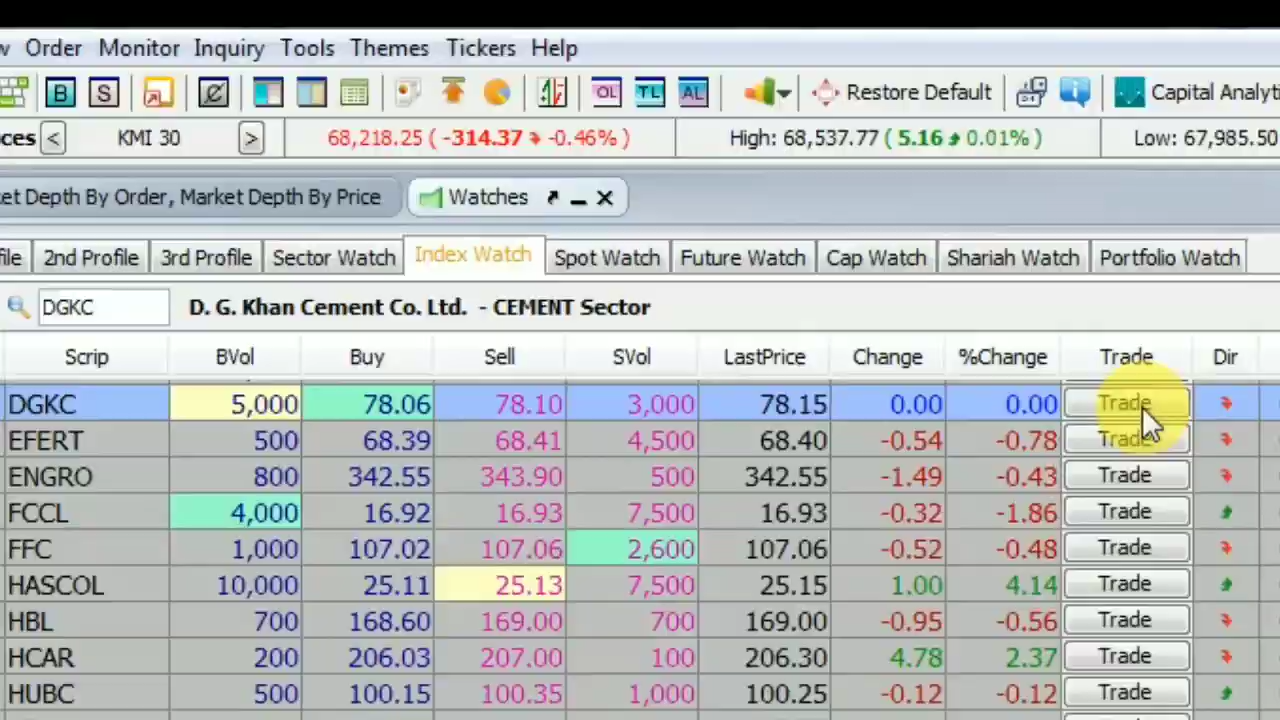 Order Monitor Inquiry Tools Themes Tickers Help
B S OL TL AL Restore Default
< KMI 30 > 68,218.25 ( -314.37 -0.46% ) High: 68,537.77 ( 5.16 0.01% ) Low: 67,985.50
Depth By Order, Market Depth By Price Watches
2nd Profile 3rd Profile Sector Watch Index Watch Spot Watch Future Watch Cap Watch Shariah Watch Portfolio Watch
DGKC D. G. Khan Cement Co. Ltd. - CEMENT Sector
Scrip BVol Buy Sell SVol LastPrice Change %Change Trade Dir
DGKC 5,000 78.06 78.10 3,000 78.15 0.00 0.00 Trade
EFERT 500 68.39 68.41 4,500 68.40 -0.54 -0.78 Trade
ENGRO 800 342.55 343.90 500 342.55 -1.49 -0.43 Trade
FCCL 4,000 16.92 16.93 7,500 16.93 -0.32 -1.86 Trade
FFC 1,000 107.02 107.06 2,600 107.06 -0.52 -0.48 Trade
HASCOL 10,000 25.11 25.13 7,500 25.15 1.00 4.14 Trade
HBL 700 168.60 169.00 700 169.00 -0.95 -0.56 Trade
HCAR 200 206.03 207.00 100 206.30 4.78 2.37 Trade
HUBC 500 100.15 100.35 1,000 100.25 -0.12 -0.12 Trade